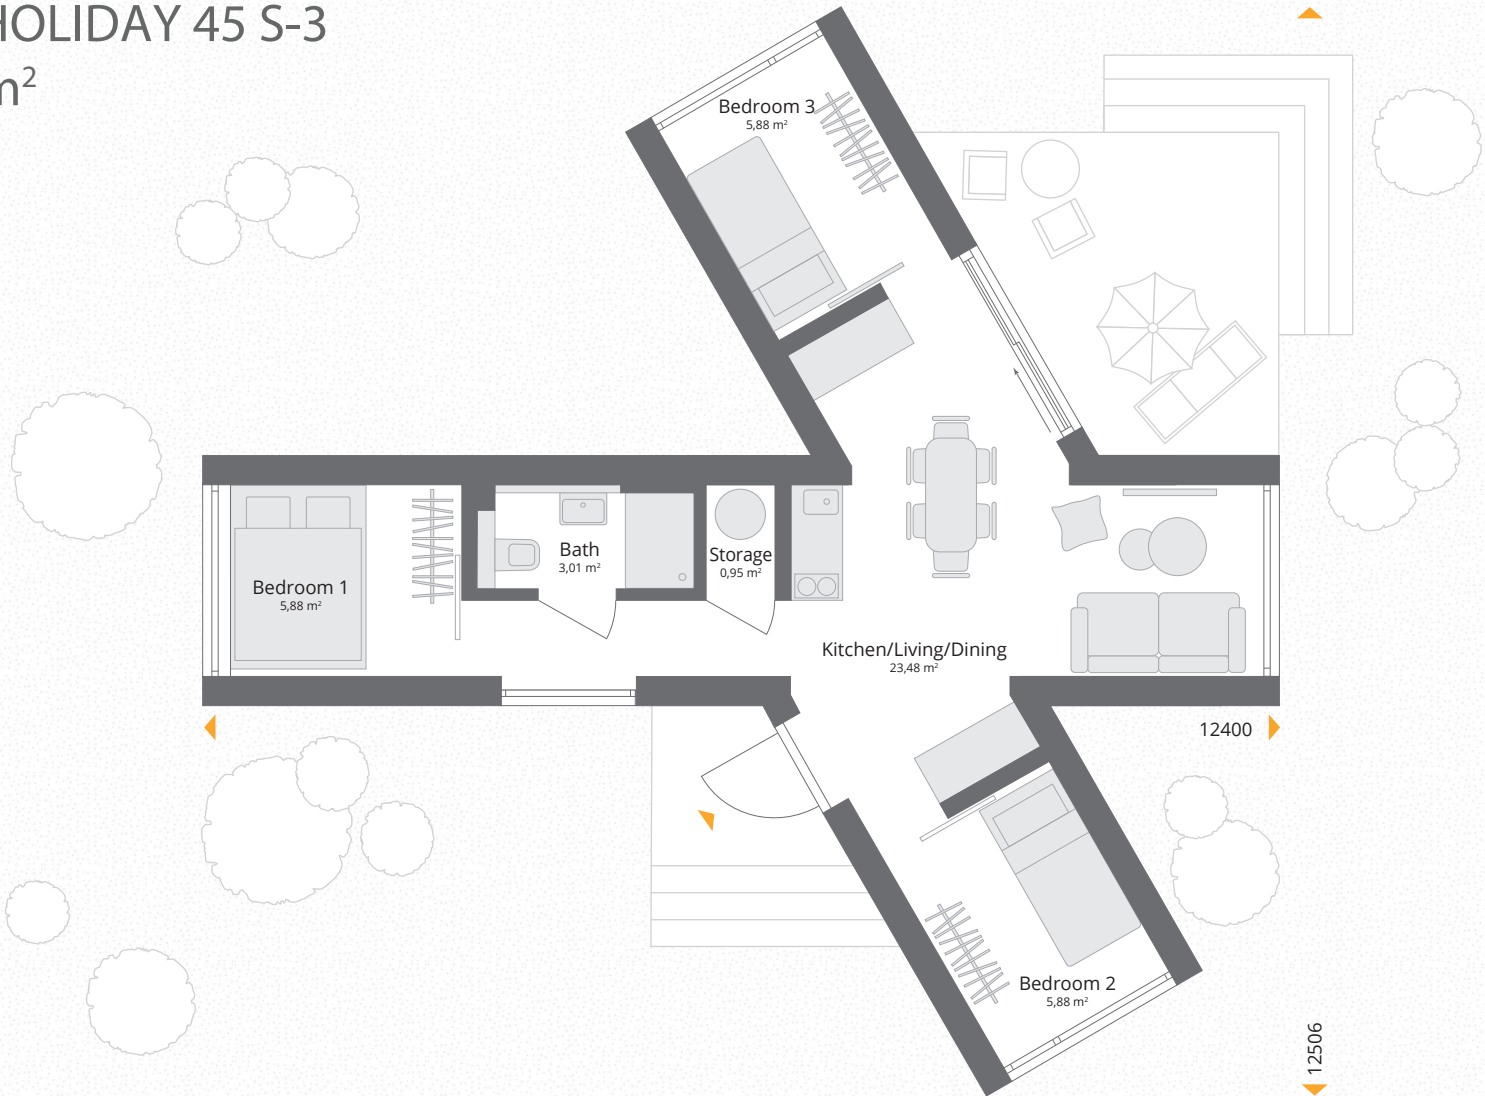 HOLIDAY 45 S-3
m²
Bedroom 3
5,88 m²
Bath
3,01 m²
Storage
0,95 m²
Bedroom 1
5,88 m²
Kitchen/Living/Dining
23,48 m²
12400
Bedroom 2
5,88 m²
12506